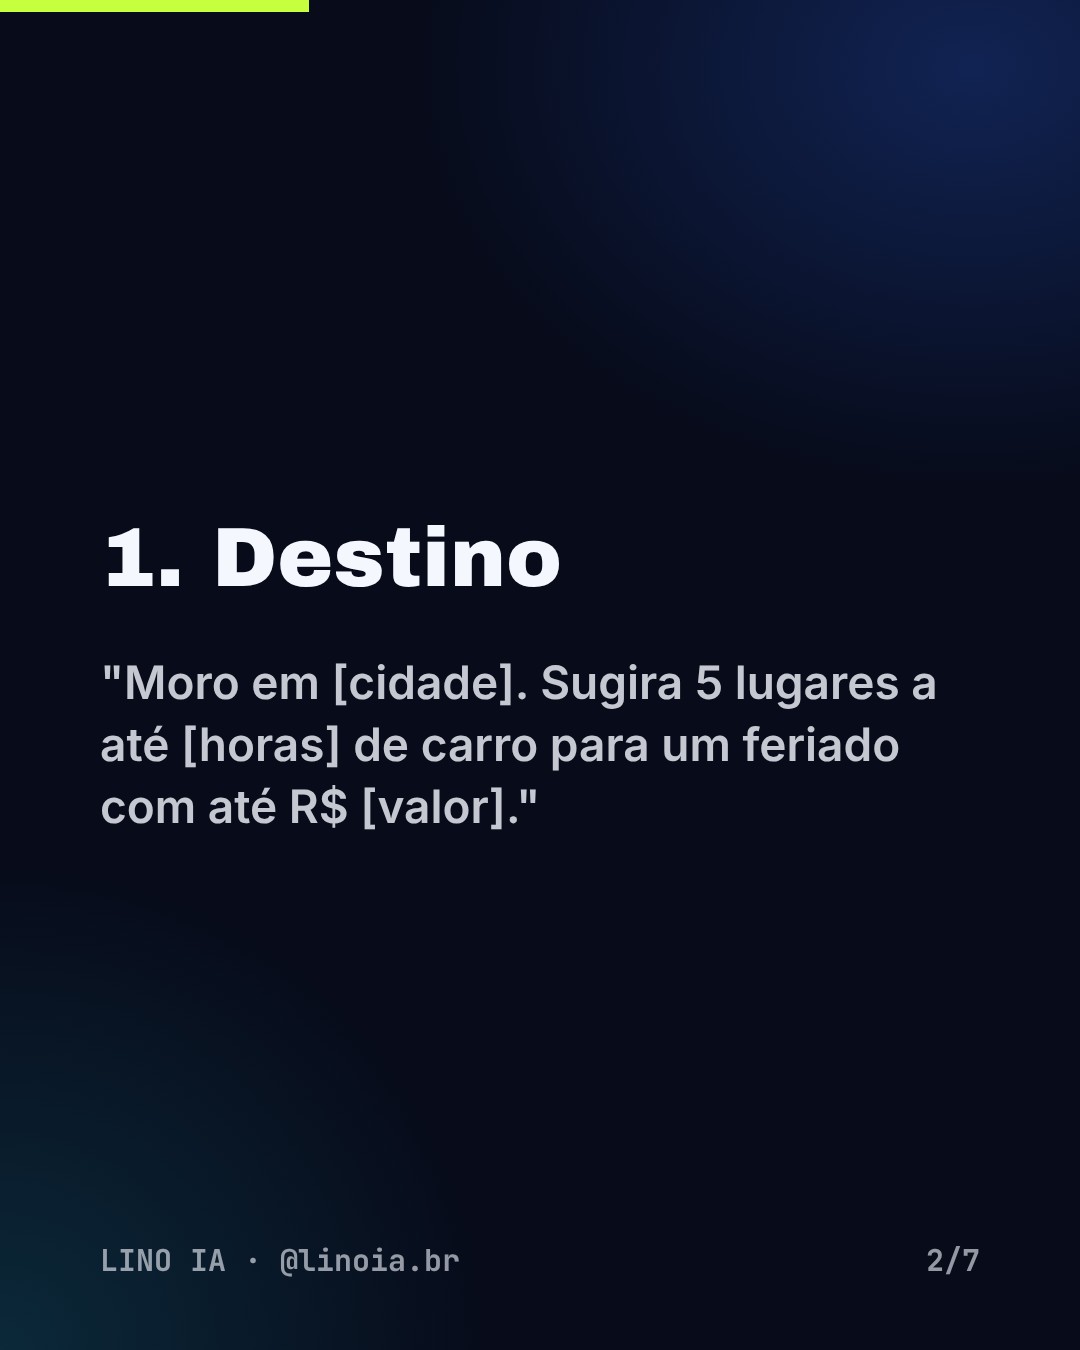 1. Destino
"Moro em [cidade]. Sugira 5 lugares a
até [horas] de carro para um feriado
com até R$ [valor]."
LINO IA · @linoia.br
2/7